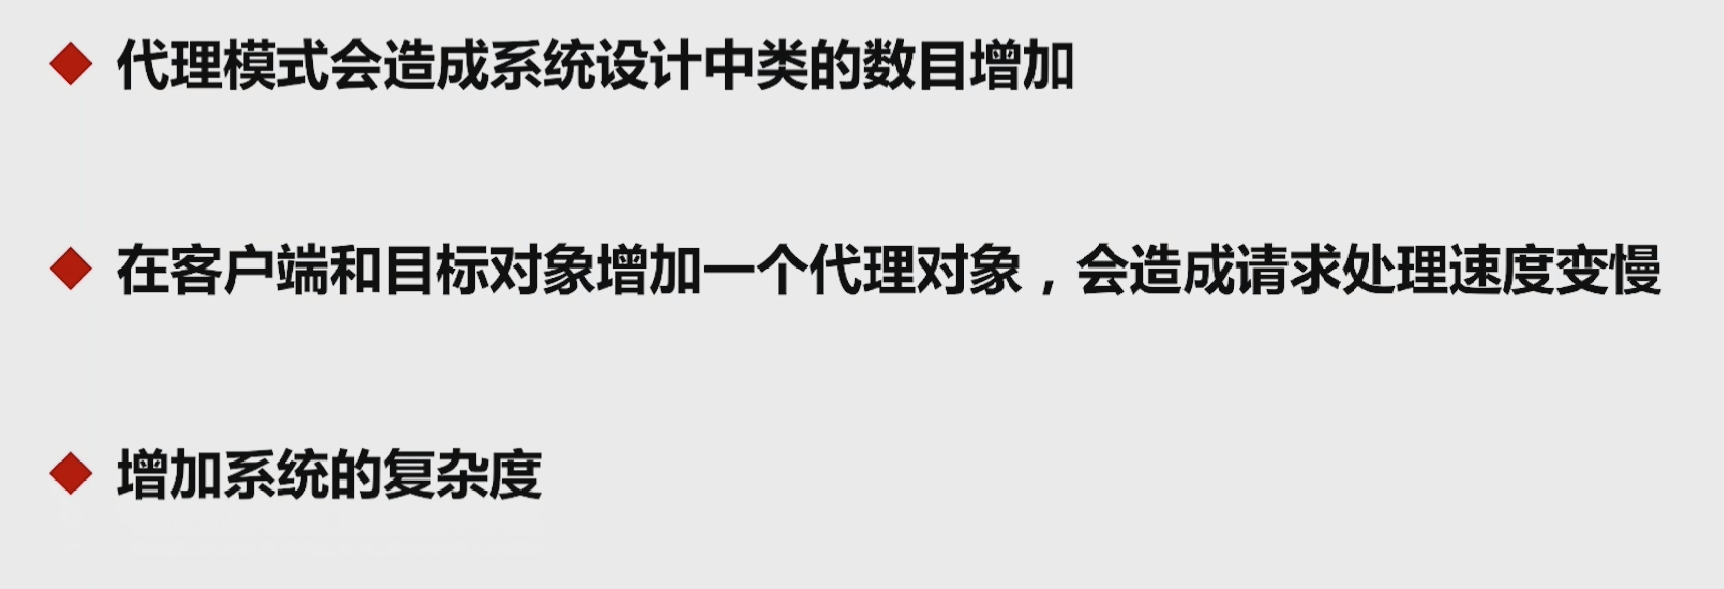 代理模式会造成系统设计中类的数目增加
在客户端和目标对象增加一个代理对象，会造成请求处理速度变慢
增加系统的复杂度